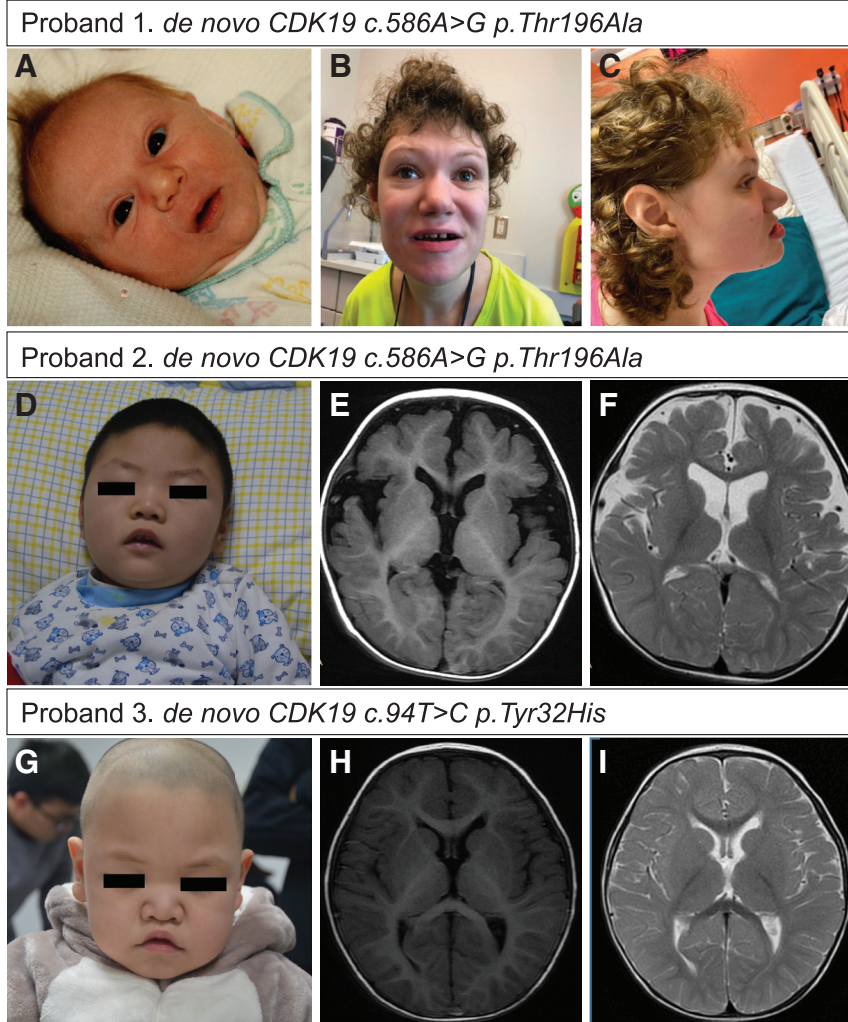 Proband 1. de novo CDK19 c.586A>G p.Thr196Ala
A
B
C
Proband 2. de novo CDK19 c.586A>G p.Thr196Ala
D
E
F
Proband 3. de novo CDK19 c.94T>C p.Tyr32His
G
H
I